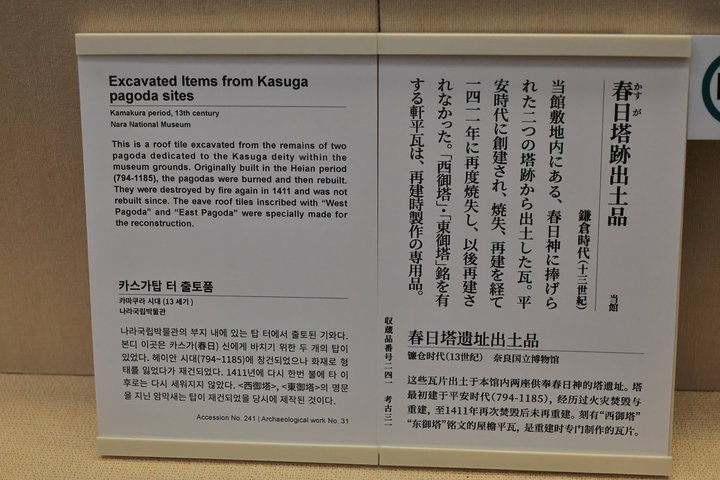 Excavated Items from Kasuga
pagoda sites
Kamakura period, 13th century
Nara National Museum
This is a roof tile excavated from the remains of two
pagoda dedicated to the Kasuga deity within the
museum grounds. Originally built in the Heian period
(794-1185), the pagodas were burned and then rebuilt.
They were destroyed by fire again in 1411 and was not
rebuilt since. The eave roof tiles inscribed with “West
Pagoda” and “East Pagoda” were specially made for
the reconstruction.
카스가탑 터 출토품
카마쿠라 시대 (13 세기 )
나라국립박물관
나라국립박물관의 부지 내에 있는 탑 터에서 출토된 기와다.
본디 이곳은 카스가(春日) 신에게 바치기 위한 두 개의 탑이
있었다. 헤이안 시대(794~1185)에 창건되었으나 화재로 형
태를 잃었다가 재건되었다. 1411년에 다시 한번 불에 타 이
후로는 다시 세워지지 않았다. <西御塔>, <東御塔>의 명문
을 지닌 암막새는 탑이 재건되었을 당시에 제작된 것이다.
Accession No. 241 | Archaeological work No. 31
春日塔跡出土品
かすが
鎌倉時代(十三世紀)
当館
当館敷地内にある、春日神に捧げら
れた二つの塔跡から出土した瓦。平
安時代に創建され、焼失、再建を経て
一四一一年に再度焼失し、以後再建さ
れなかった。「西御塔」・「東御塔」銘を有
する軒平瓦は、再建時製作の専用品。
収蔵品番号二四一 考古三一
春日塔遗址出土品
镰仓时代(13世纪) 奈良国立博物馆
这些瓦片出土于本馆内两座供奉春日神的塔遗址。塔
最初建于平安时代(794-1185)，经历过火灾焚毁与
重建，至1411年再次焚毁后未再重建。刻有“西御塔”
“东御塔”铭文的屋檐平瓦，是重建时专门制作的瓦片。